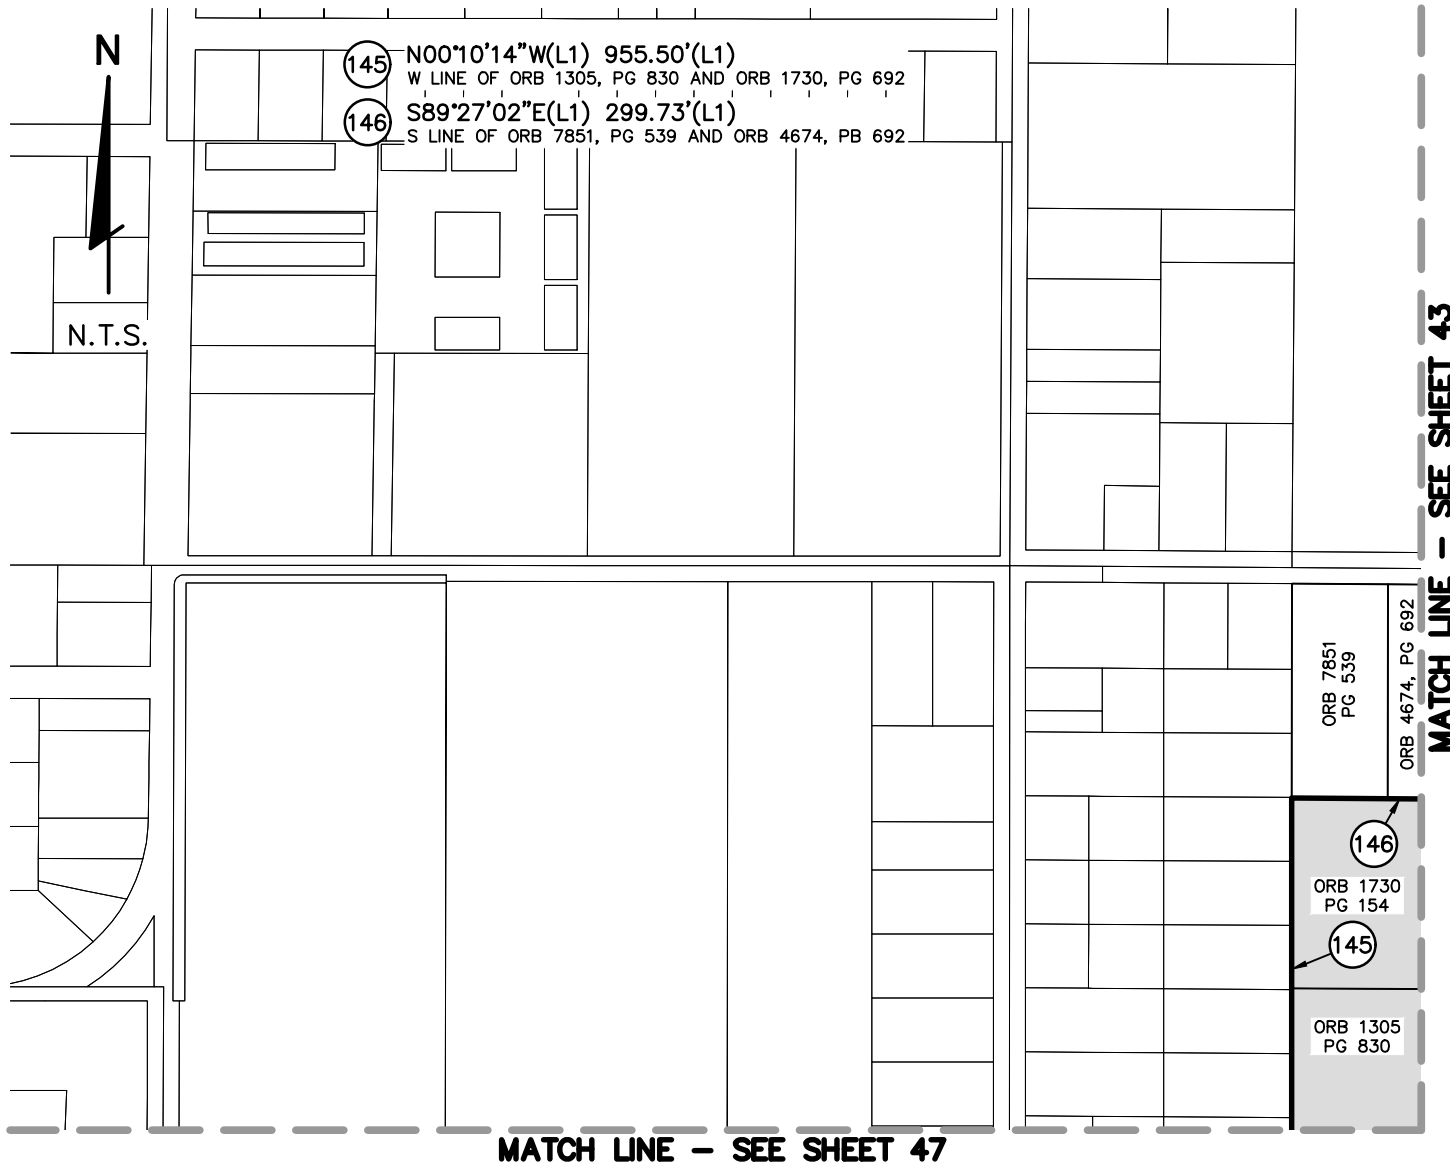 N
N.T.S.
145 N00°10'14"W(L1) 955.50'(L1)
W LINE OF ORB 1305, PG 830 AND ORB 1730, PG 692
146 S89°27'02"E(L1) 299.73'(L1)
S LINE OF ORB 7851, PG 539 AND ORB 4674, PB 692
MATCH LINE – SEE SHEET 43
ORB 7851
PG 539
ORB 4674, PG 692
146
ORB 1730
PG 154
145
ORB 1305
PG 830
MATCH LINE – SEE SHEET 47